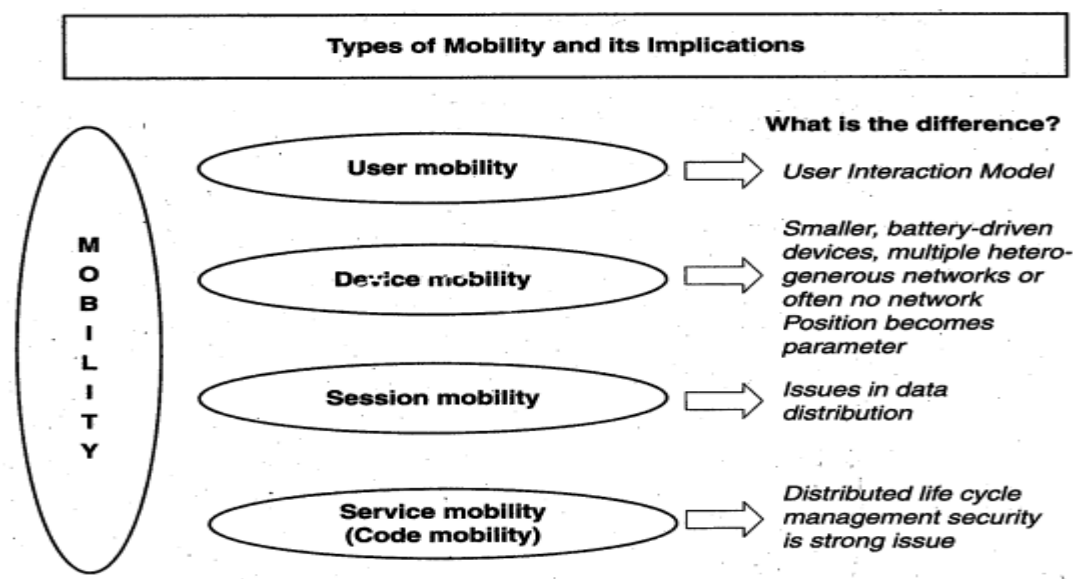 Types of Mobility and its Implications
What is the difference?
MOBILITY
User mobility
User Interaction Model
Device mobility
Smaller, battery-driven
devices, multiple hetero-
generous networks or
often no network
Position becomes
parameter
Session mobility
Issues in data
distribution
Service mobility
(Code mobility)
Distributed life cycle
management security
is strong issue